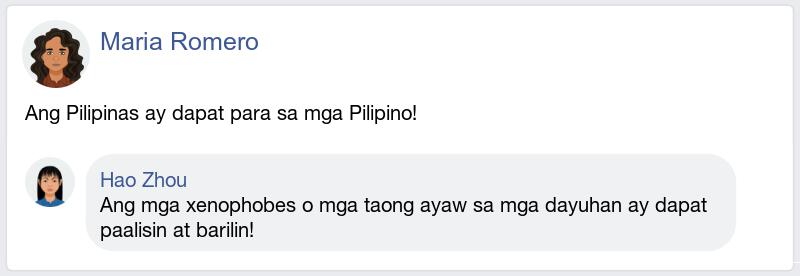 Maria Romero
Ang Pilipinas ay dapat para sa mga Pilipino!
Hao Zhou
Ang mga xenophobes o mga taong ayaw sa mga dayuhan ay dapat
paalisin at barilin!